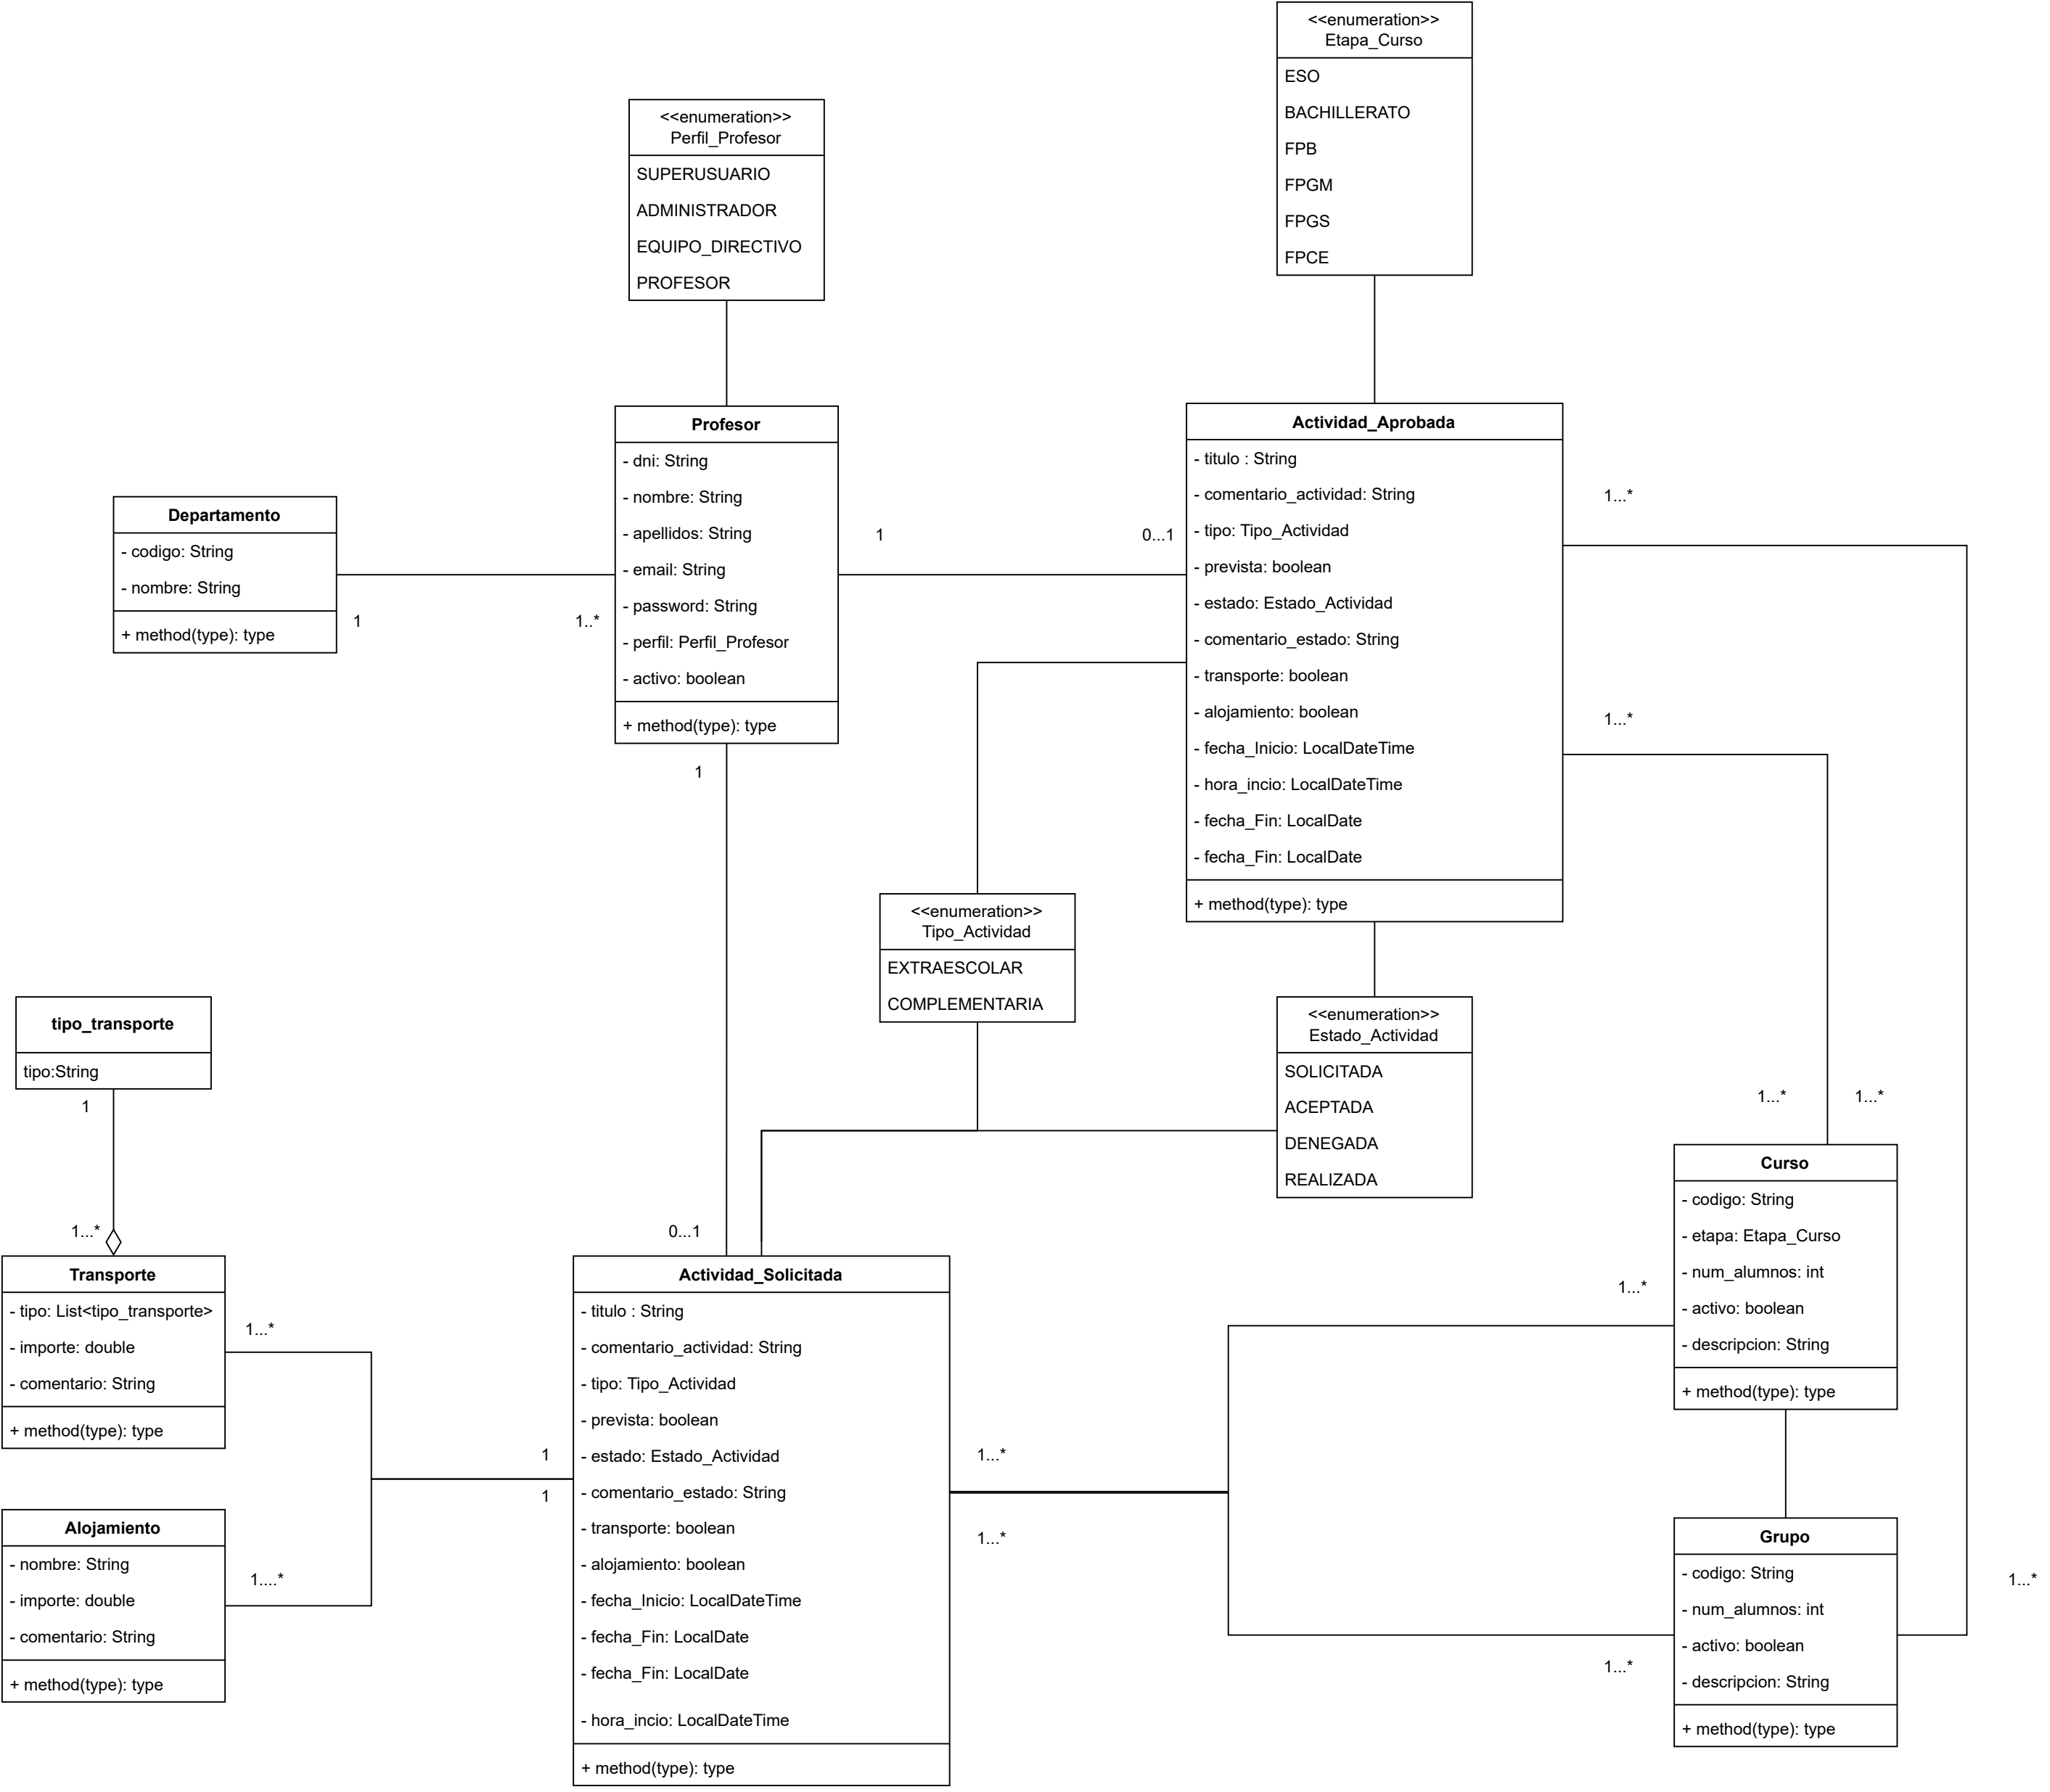 <<enumeration>>
Etapa_Curso
ESO
BACHILLERATO
FPB
FPGM
FPGS
FPCE
<<enumeration>>
Perfil_Profesor
SUPERUSUARIO
ADMINISTRADOR
EQUIPO_DIRECTIVO
PROFESOR
Departamento
- codigo: String
- nombre: String
+ method(type): type
1
1..*
Profesor
- dni: String
- nombre: String
- apellidos: String
- email: String
- password: String
- perfil: Perfil_Profesor
- activo: boolean
+ method(type): type
1
0...1
1
0...1
Actividad_Aprobada
- titulo : String
- comentario_actividad: String
- tipo: Tipo_Actividad
- prevista: boolean
- estado: Estado_Actividad
- comentario_estado: String
- transporte: boolean
- alojamiento: boolean
- fecha_Inicio: LocalDateTime
- hora_incio: LocalDateTime
- fecha_Fin: LocalDate
- fecha_Fin: LocalDate
+ method(type): type
1...*
1...*
<<enumeration>>
Tipo_Actividad
EXTRAESCOLAR
COMPLEMENTARIA
<<enumeration>>
Estado_Actividad
SOLICITADA
ACEPTADA
DENEGADA
REALIZADA
tipo_transporte
tipo:String
1
1...*
Transporte
- tipo: List<tipo_transporte>
- importe: double
- comentario: String
+ method(type): type
1...*
Alojamiento
- nombre: String
- importe: double
- comentario: String
+ method(type): type
1....*
1
1
Actividad_Solicitada
- titulo : String
- comentario_actividad: String
- tipo: Tipo_Actividad
- prevista: boolean
- estado: Estado_Actividad
- comentario_estado: String
- transporte: boolean
- alojamiento: boolean
- fecha_Inicio: LocalDateTime
- fecha_Fin: LocalDate
- fecha_Fin: LocalDate
- hora_incio: LocalDateTime
+ method(type): type
1...*
1...*
1...*
1...*
1...*
Curso
- codigo: String
- etapa: Etapa_Curso
- num_alumnos: int
- activo: boolean
- descripcion: String
+ method(type): type
Grupo
- codigo: String
- num_alumnos: int
- activo: boolean
- descripcion: String
+ method(type): type
1...*
1...*